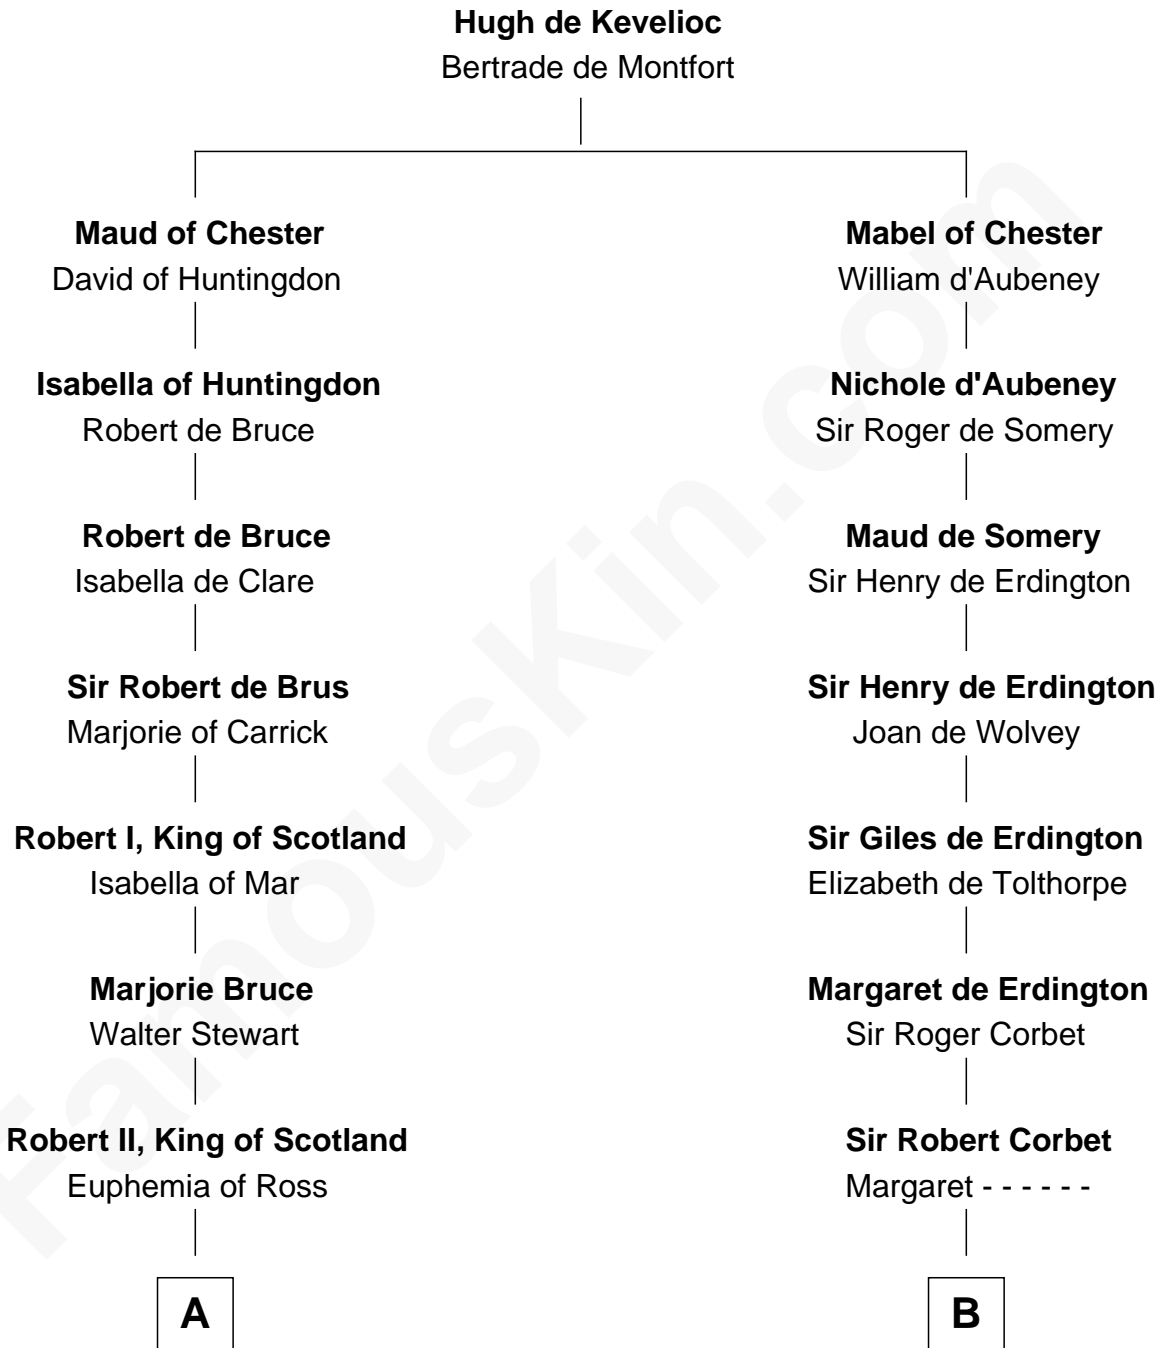 Hugh de Kevelioc
Bertrade de Montfort
Maud of Chester
David of Huntingdon
Mabel of Chester
William d'Aubeney
Isabella of Huntingdon
Robert de Bruce
Nichole d'Aubeney
Sir Roger de Somery
Robert de Bruce
Isabella de Clare
Maud de Somery
Sir Henry de Erdington
Sir Robert de Brus
Marjorie of Carrick
Sir Henry de Erdington
Joan de Wolvey
Robert I, King of Scotland
Isabella of Mar
Sir Giles de Erdington
Elizabeth de Tolthorpe
Marjorie Bruce
Walter Stewart
Margaret de Erdington
Sir Roger Corbet
Robert II, King of Scotland
Euphemia of Ross
Sir Robert Corbet
Margaret - - - - - -
A
B
FamousKin.com